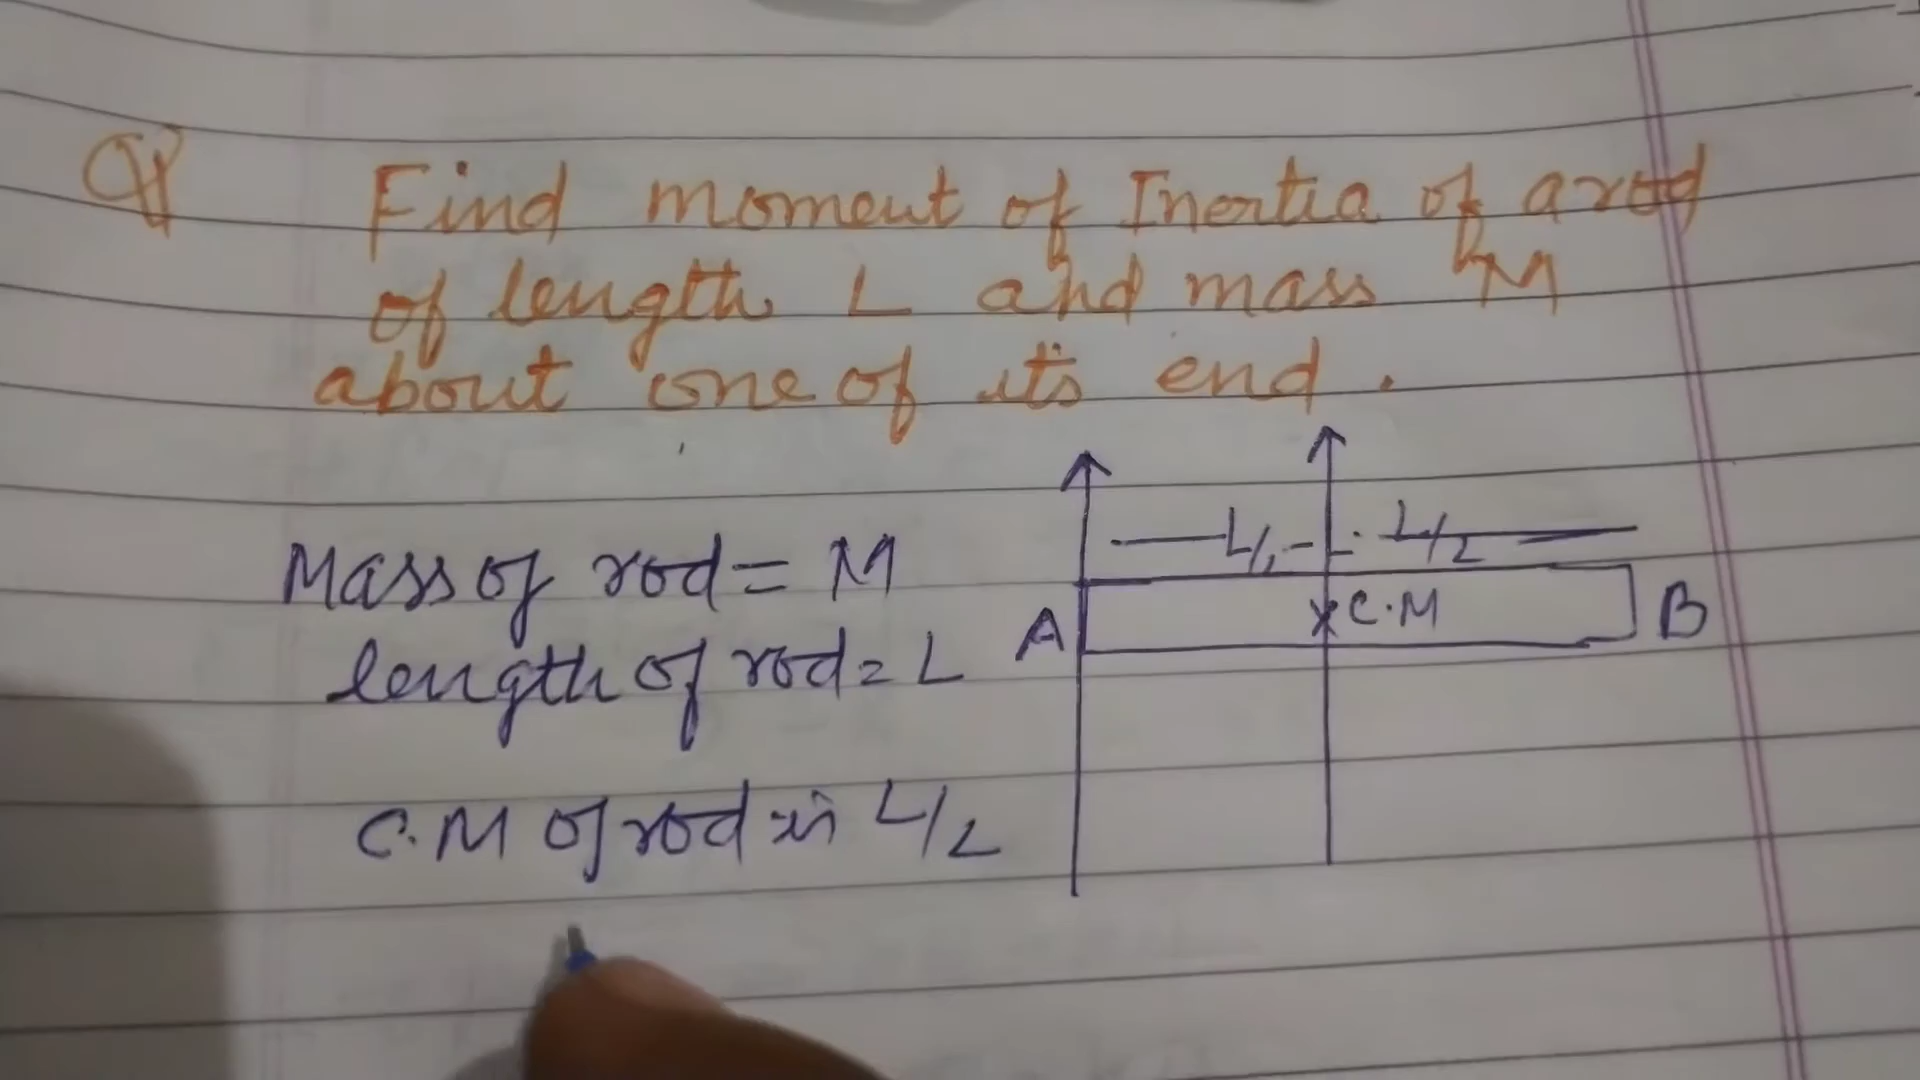 Q1 Find moment of Inertia of a rod
of length L and mass M
about one of its end.
L/2 L/2
Mass of rod = M
A C.M B
length of rod = L
C.M of rod is L/2